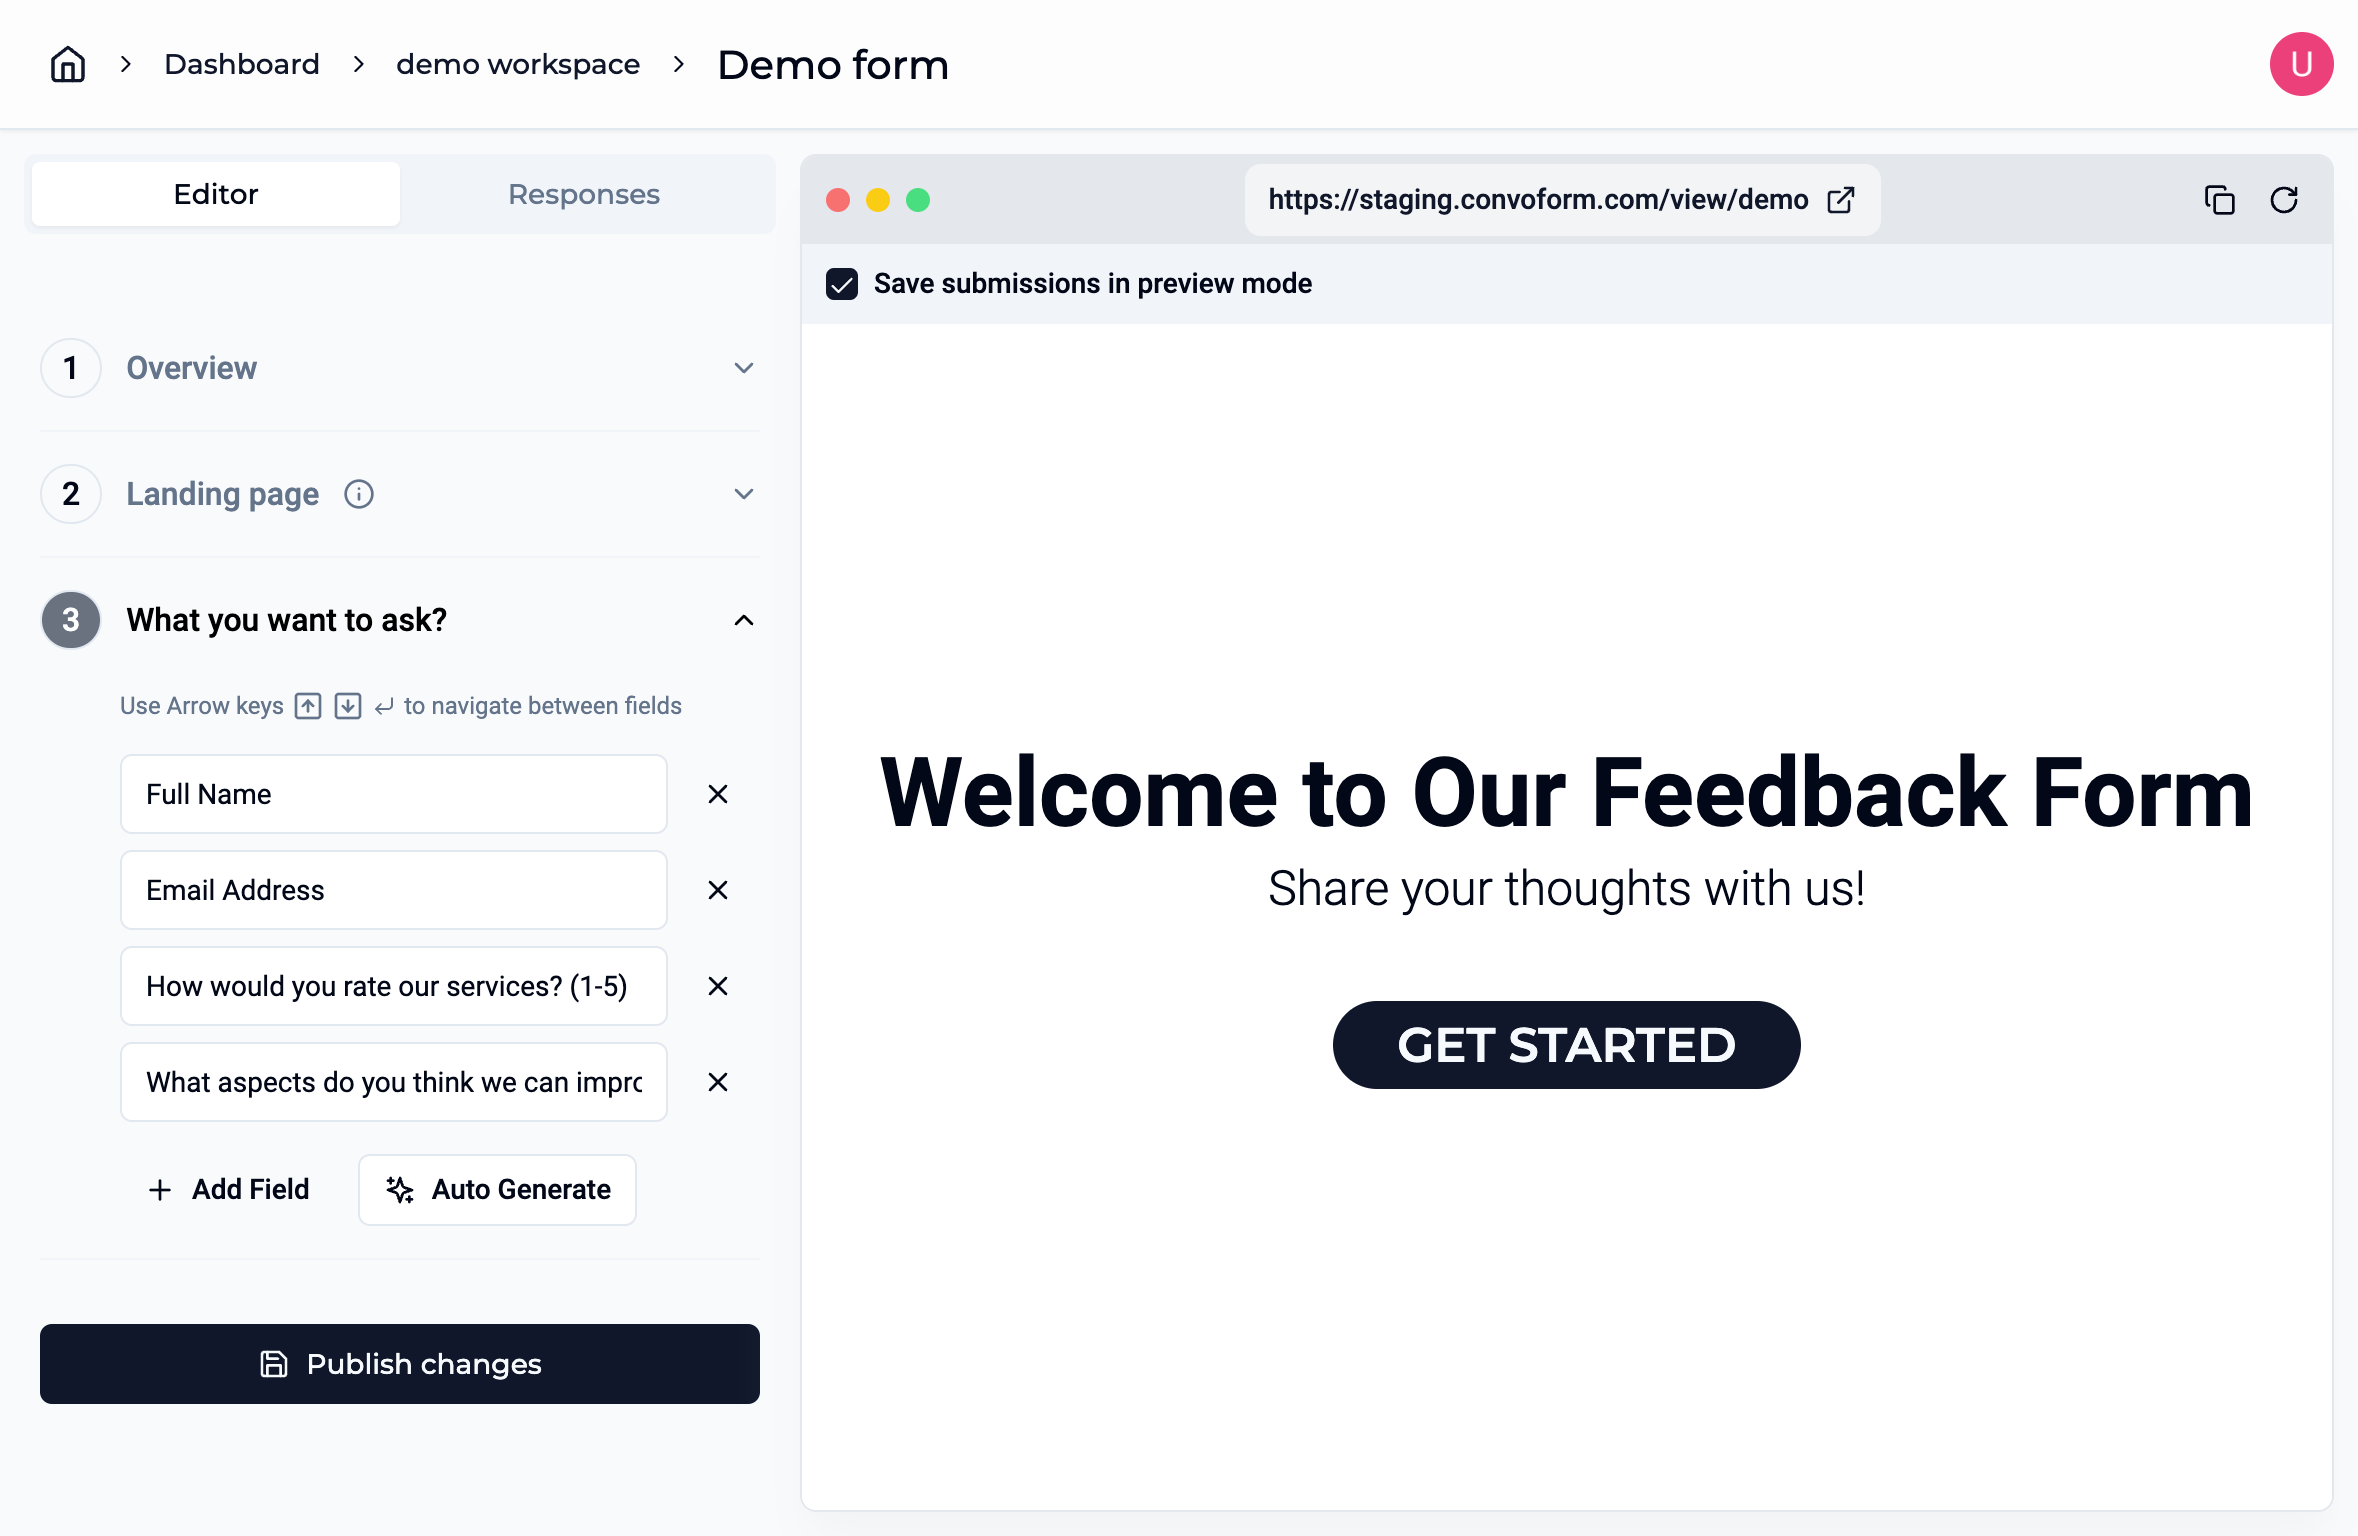 Dashboard demo workspace Demo form
U
Editor Responses
https://staging.convoform.com/view/demo
Save submissions in preview mode
1 Overview
2 Landing page
3 What you want to ask?
Use Arrow keys to navigate between fields
Full Name
Email Address
How would you rate our services? (1-5)
What aspects do you think we can impro
Add Field Auto Generate
Publish changes
Welcome to Our Feedback Form
Share your thoughts with us!
GET STARTED